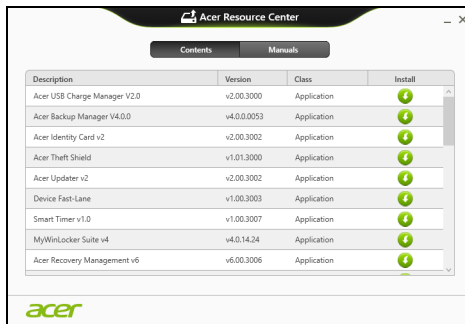 Acer Resource Center
Contents Manuals
Description Version Class Install
Acer USB Charge Manager V2.0 v2.00.3000 Application
Acer Backup Manager V4.0.0 v4.0.0.0053 Application
Acer Identity Card v2 v2.00.3002 Application
Acer Theft Shield v1.01.3000 Application
Acer Updater v2 v2.00.3002 Application
Device Fast-Lane v1.00.3003 Application
Smart Timer v1.0 v1.00.3007 Application
MyWinLocker Suite v4 v4.0.14.24 Application
Acer Recovery Management v6 v6.00.3006 Application
acer